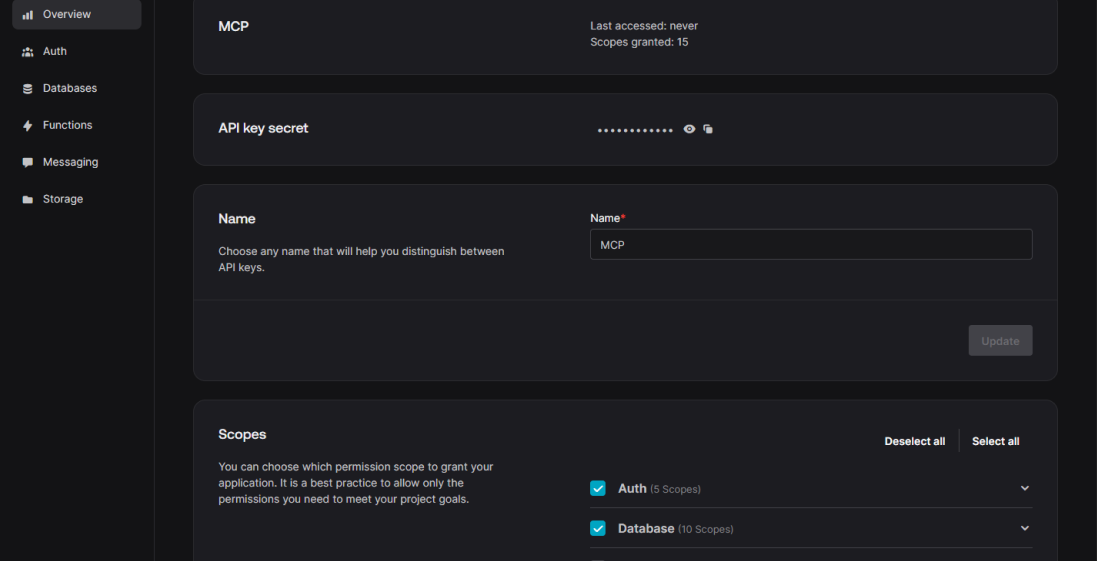 Overview
Auth
Databases
Functions
Messaging
Storage
MCP
Last accessed: never
Scopes granted: 15
API key secret
••••••••••••
Name
Choose any name that will help you distinguish between
API keys.
Name*
MCP
Update
Scopes
You can choose which permission scope to grant your
application. It is a best practice to allow only the
permissions you need to meet your project goals.
Deselect all
Select all
Auth (5 Scopes)
Database (10 Scopes)